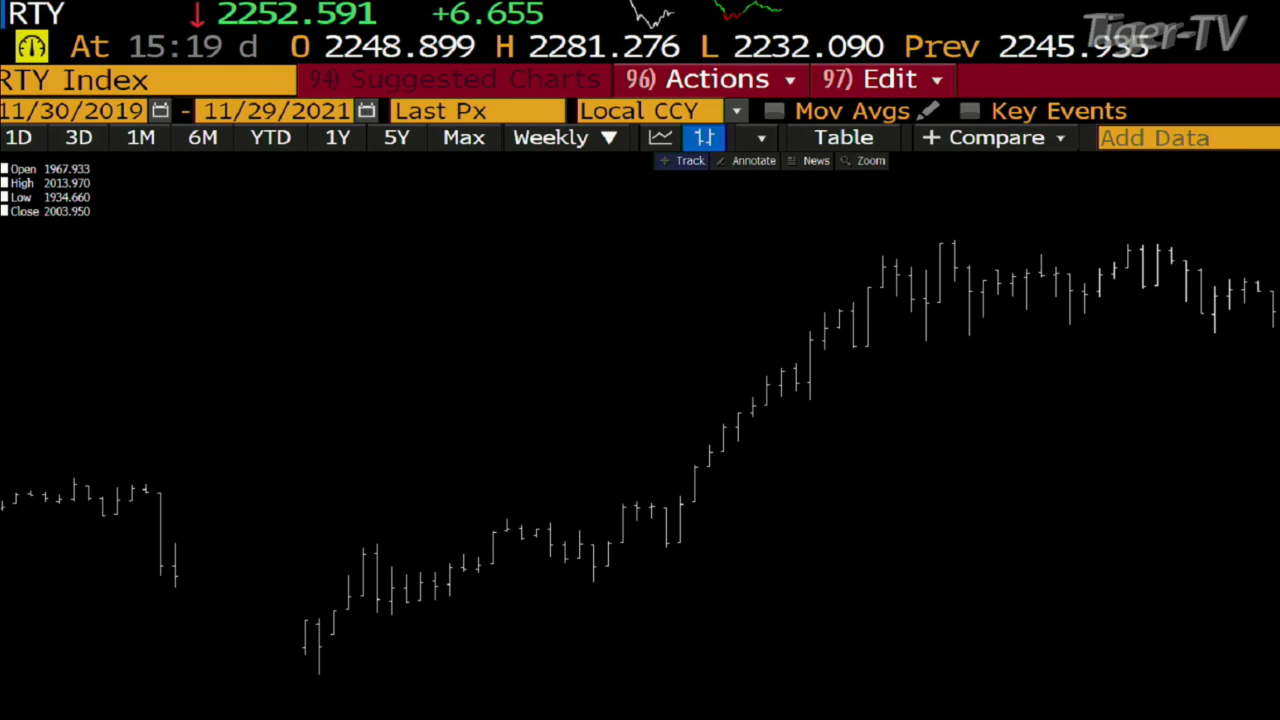 RTY ↓ 2252.591 +6.655
Tiger-TV
At 15:19 d O 2248.899 H 2281.276 L 2232.090 Prev 2245.935
RTY Index 94) Suggested Charts 96) Actions 97) Edit
11/30/2019 - 11/29/2021 Last Px Local CCY Mov Avgs Key Events
1D 3D 1M 6M YTD 1Y 5Y Max Weekly ▼ Table + Compare Add Data
Track Annotate News Zoom
Open 1967.933
High 2013.970
Low 1934.660
Close 2003.950